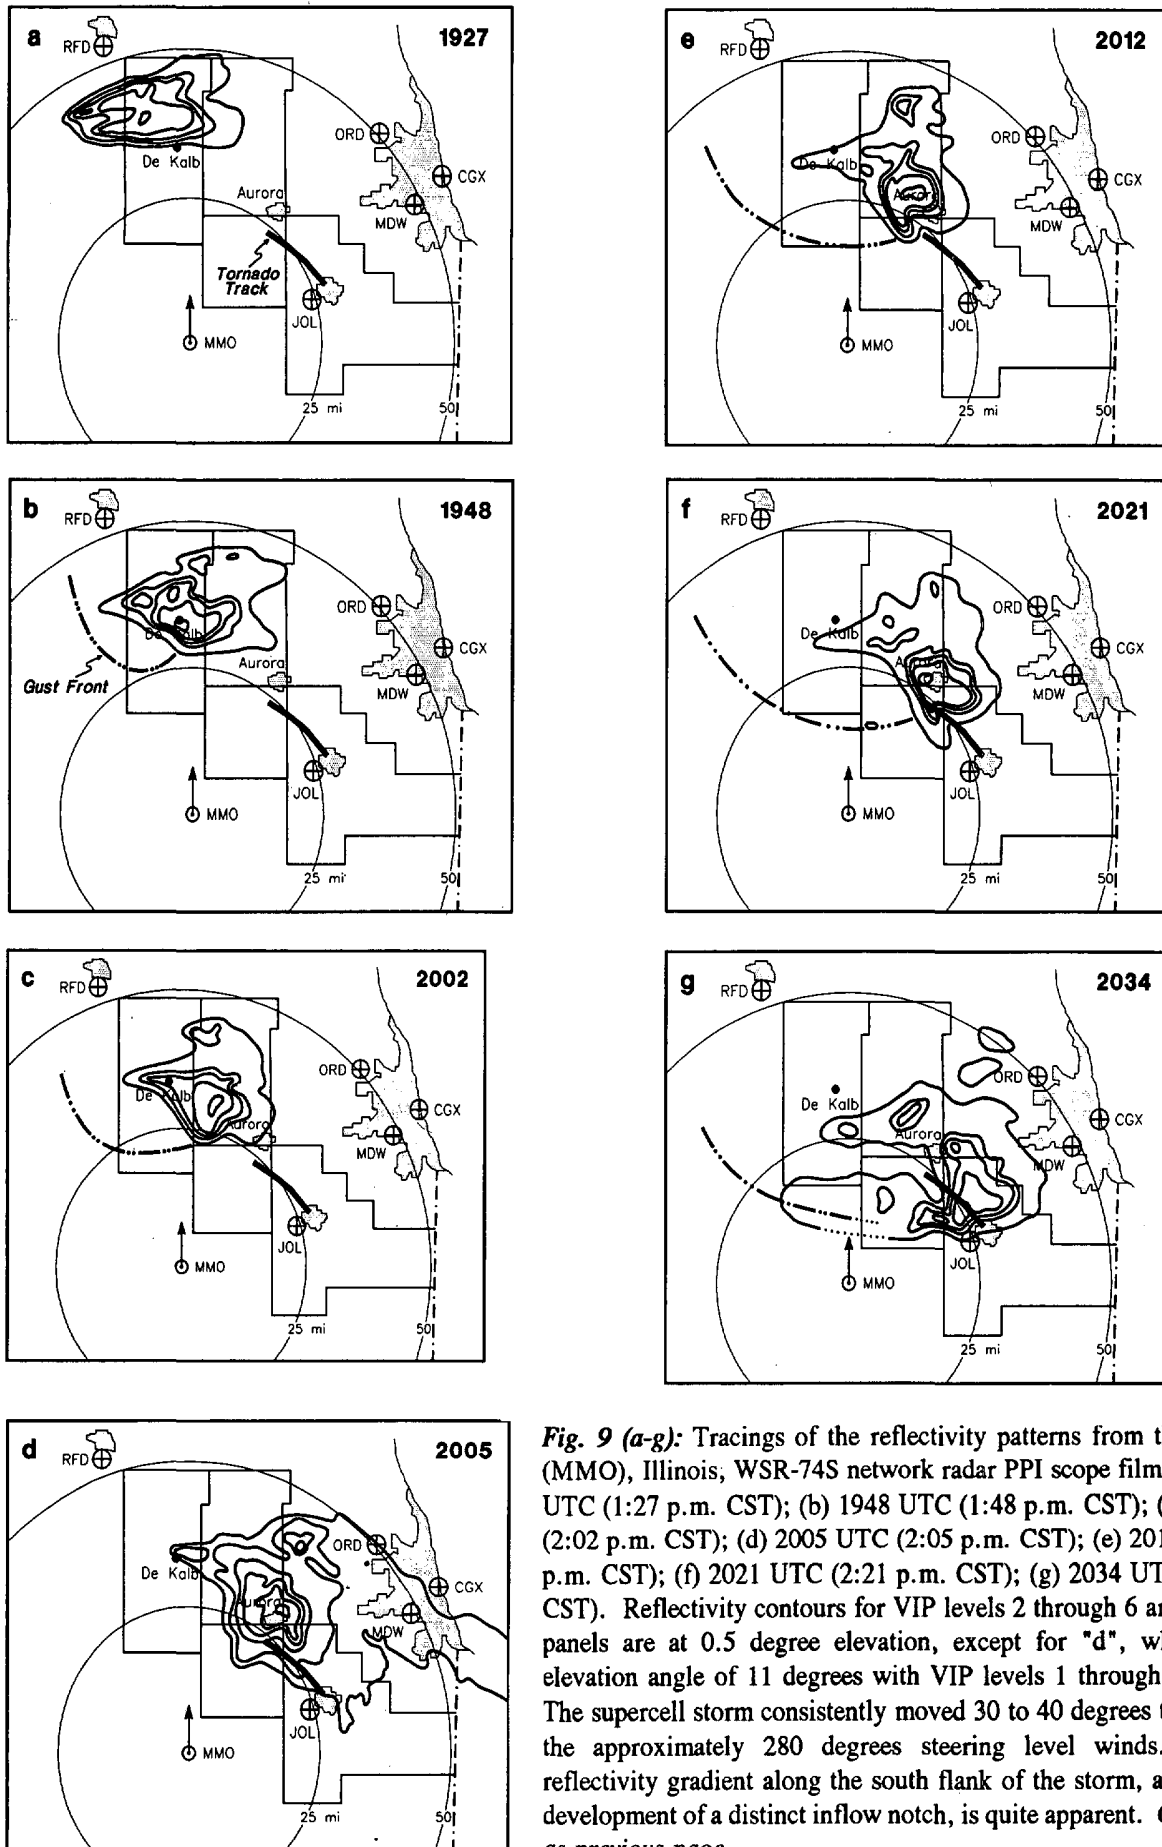 a
1927
RFD
ORD
De Kalb
CGX
Aurora
MDW
Tornado
Track
JOL
MMO
25 mi
50
e
2012
RFD
ORD
De Kalb
CGX
Aurora
MDW
JOL
MMO
25 mi
50
b
1948
RFD
ORD
De Kalb
CGX
Aurora
Gust Front
MDW
JOL
MMO
25 mi
50
f
2021
RFD
ORD
De Kalb
CGX
Aurora
MDW
JOL
MMO
25 mi
50
c
2002
RFD
ORD
De Kalb
CGX
Aurora
MDW
JOL
MMO
25 mi
50
g
2034
RFD
ORD
De Kalb
CGX
Aurora
MDW
JOL
MMO
25 mi
50
d
2005
RFD
ORD
De Kalb
CGX
Aurora
MDW
JOL
MMO
25 mi
50
Fig. 9 (a-g): Tracings of the reflectivity patterns from
(MMO), Illinois, WSR-74S network radar PPI scope film
UTC (1:27 p.m. CST); (b) 1948 UTC (1:48 p.m. CST);
(2:02 p.m. CST); (d) 2005 UTC (2:05 p.m. CST); (e)
p.m. CST); (f) 2021 UTC (2:21 p.m. CST); (g) 2034
CST). Reflectivity contours for VIP levels 2 through 6
panels are at 0.5 degree elevation, except for "d",
elevation angle of 11 degrees with VIP levels 1 through
The supercell storm consistently moved 30 to 40 degrees
the approximately 280 degrees steering level winds.
reflectivity gradient along the south flank of the storm,
development of a distinct inflow notch, is quite apparent.